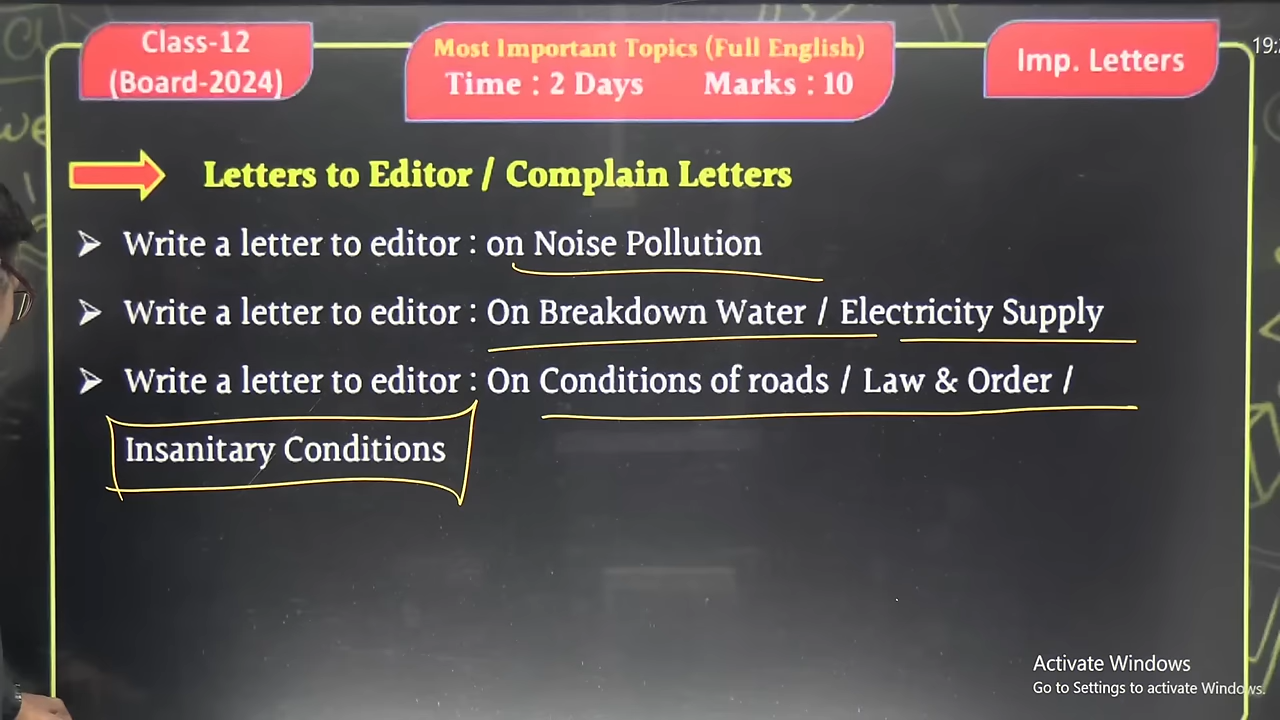 Class-12
(Board-2024)
Most Important Topics (Full English)
Time : 2 Days Marks : 10
Imp. Letters
Letters to Editor / Complain Letters
Write a letter to editor : on Noise Pollution
Write a letter to editor : On Breakdown Water / Electricity Supply
Write a letter to editor : On Conditions of roads / Law & Order /
Insanitary Conditions
Activate Windows
Go to Settings to activate Windows.